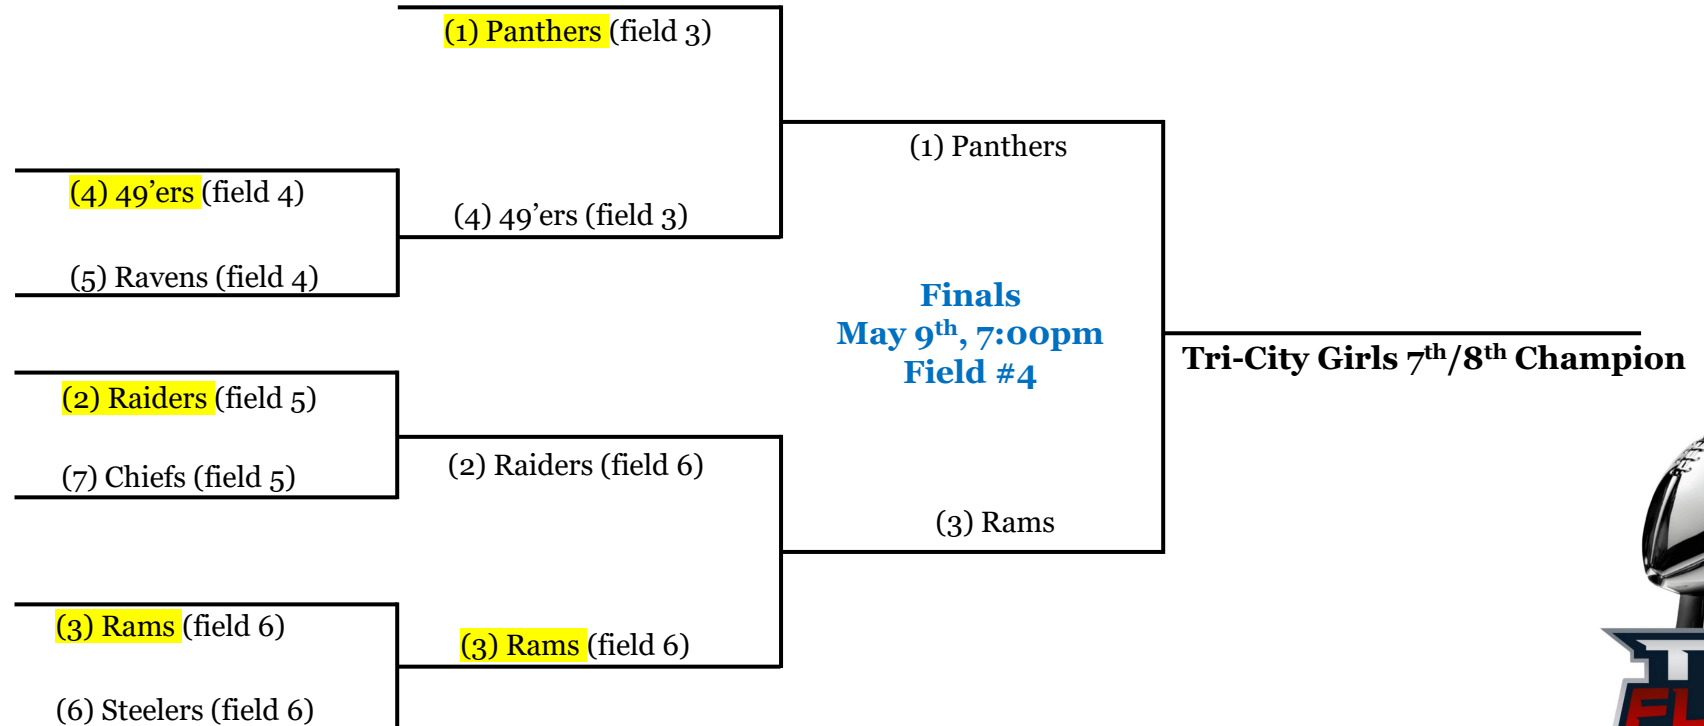 (1) Panthers (field 3)
(1) Panthers
(4) 49’ers (field 4)
(4) 49’ers (field 3)
(5) Ravens (field 4)
Finals
May 9th, 7:00pm
Field #4
Tri-City Girls 7th/8th Champion
(2) Raiders (field 5)
(2) Raiders (field 6)
(7) Chiefs (field 5)
(3) Rams
(3) Rams (field 6)
(3) Rams (field 6)
(6) Steelers (field 6)